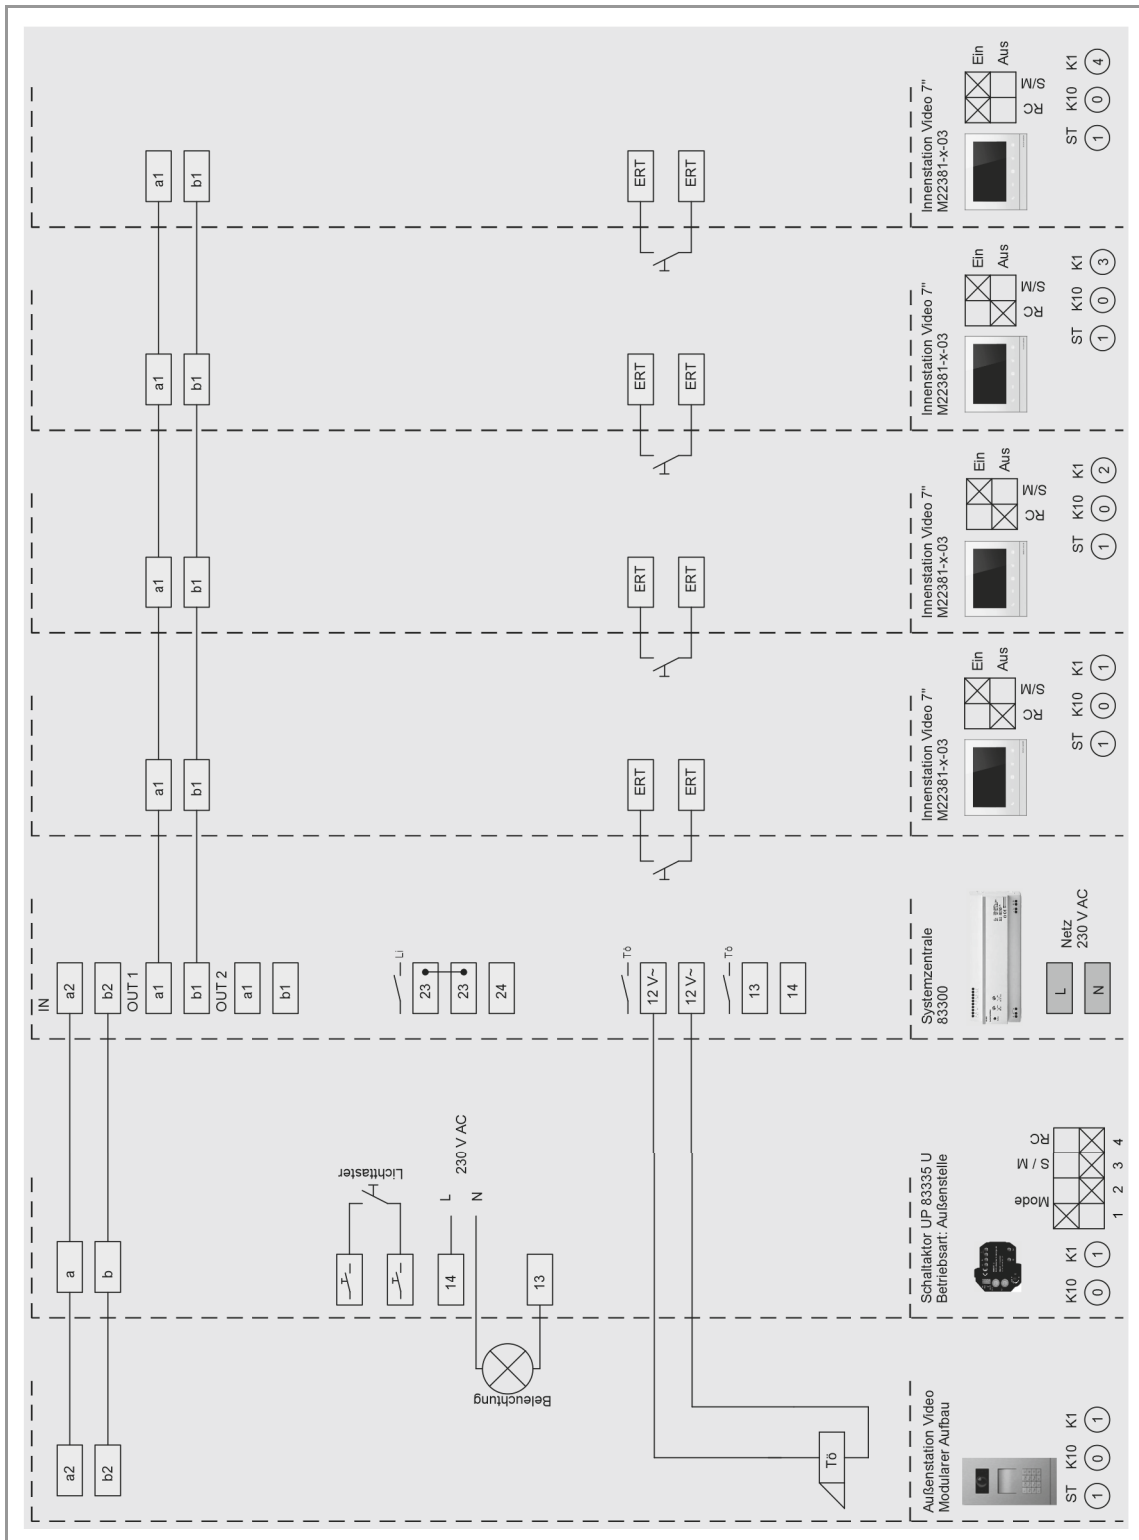 a2
b2
Beleuchtung
Tö
Außenstation Video
Modularer Aufbau
ST K10 K1
1 0 1
a
b
Lichttaster
L
230 V AC
N
14
13
Schaltaktor UP 83335 U
Betriebsart: Außenstelle
K10 K1
0 1
Mode S / M RC
1 2 3 4
IN
a2
b2
OUT 1
a1
b1
OUT 2
a1
b1
Li
23
23
24
Tö
12 V~
12 V~
Tö
13
14
Systemzentrale
83300
L
N
Netz
230 V AC
a1
b1
ERT
ERT
Innenstation Video 7"
M22381-x-03
Ein
Aus
RC S/M
ST K10 K1
1 0 1
a1
b1
ERT
ERT
Innenstation Video 7"
M22381-x-03
Ein
Aus
RC S/M
ST K10 K1
1 0 2
a1
b1
ERT
ERT
Innenstation Video 7"
M22381-x-03
Ein
Aus
RC S/M
ST K10 K1
1 0 3
a1
b1
ERT
ERT
Innenstation Video 7"
M22381-x-03
Ein
Aus
RC S/M
ST K10 K1
1 0 4